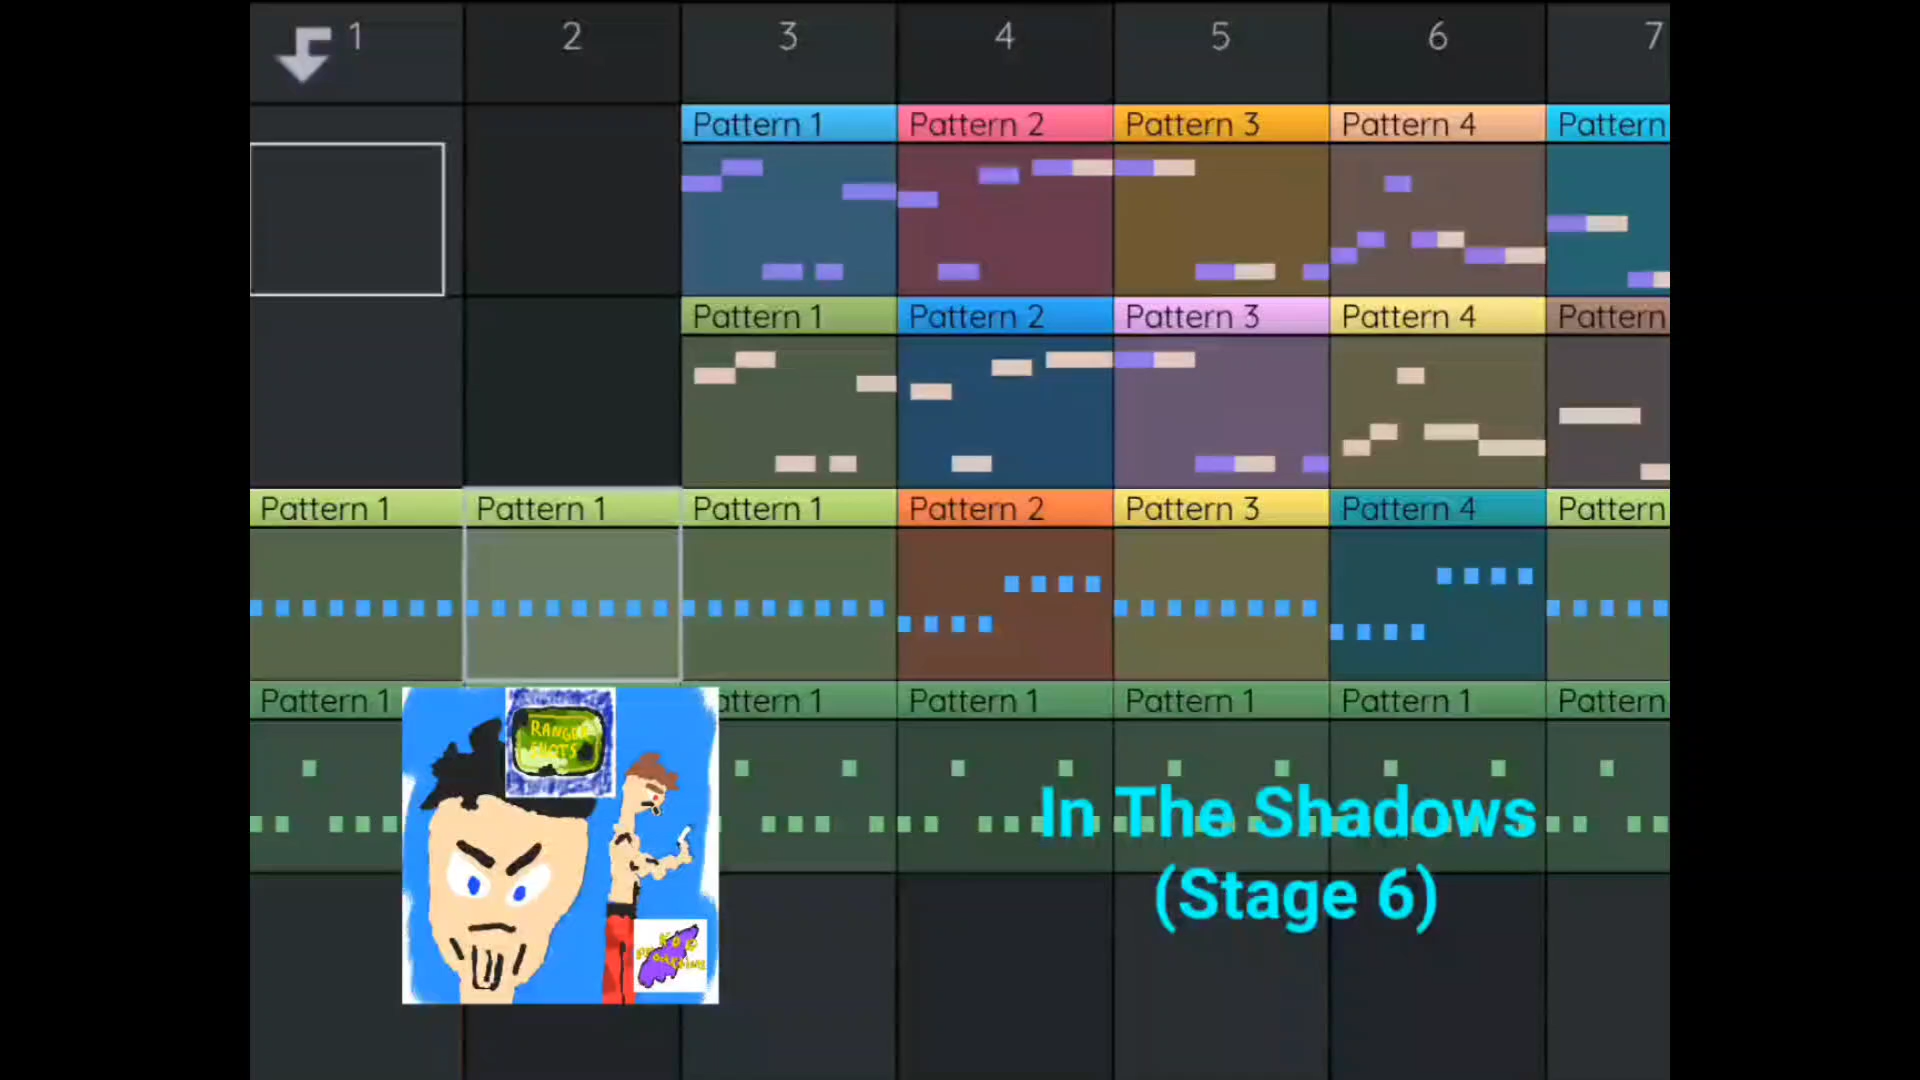 1 2 3 4 5 6 7
Pattern 1 Pattern 2 Pattern 3 Pattern 4 Pattern
Pattern 1 Pattern 2 Pattern 3 Pattern 4 Pattern
Pattern 1 Pattern 1 Pattern 1 Pattern 2 Pattern 3 Pattern 4 Pattern
Pattern 1 attern 1 Pattern 1 Pattern 1 Pattern 1 Pattern
In The Shadows
(Stage 6)